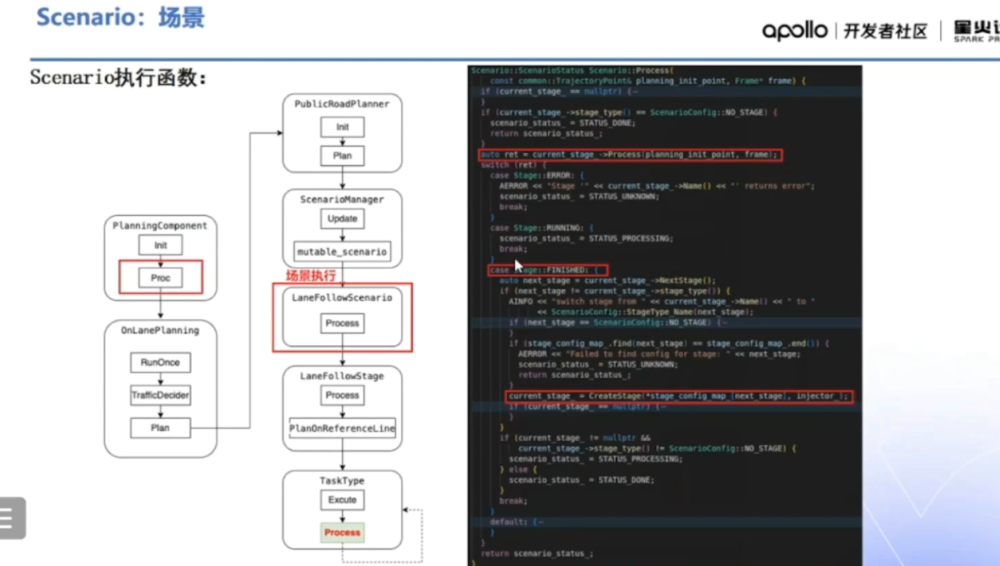 Scenario：场景
apollo | 开发者社区
SPARK PR
Scenario执行函数：
PlanningComponent
Init
Proc
OnLanePlanning
RunOnce
TrafficDecider
Plan
PublicRoadPlanner
Init
Plan
ScenarioManager
Update
mutable_scenario
场景执行
LaneFollowScenario
Process
LaneFollowStage
Process
PlanOnReferenceLine
TaskType
Excute
Process
Scenario::ScenarioStatus Scenario::Process(
const common::TrajectoryPoint& planning_init_point, Frame* frame) {
if (current_stage_ == nullptr) {
}
if (current_stage_->stage_type() == ScenarioConfig::NO_STAGE) {
scenario_status_ = STATUS_DONE;
return scenario_status_;
}
auto ret = current_stage_->Process(planning_init_point, frame);
switch (ret) {
case Stage::ERROR: {
AERROR << "Stage '" << current_stage_->Name() << "' returns error";
scenario_status_ = STATUS_UNKNOWN;
break;
}
case Stage::RUNNING: {
scenario_status_ = STATUS_PROCESSING;
break;
}
case tage::FINISHED: {
auto next_stage = current_stage_->NextStage();
if (next_stage != current_stage_->stage_type()) {
AINFO << "switch stage from " << current_stage_->Name() << " to "
<< ScenarioConfig::StageType_Name(next_stage);
if (next_stage == ScenarioConfig::NO_STAGE) {
}
if (stage_config_map_.find(next_stage) == stage_config_map_.end()) {
AERROR << "Failed to find config for stage: " << next_stage;
scenario_status_ = STATUS_UNKNOWN;
return scenario_status_;
}
current_stage_ = CreateStage(*stage_config_map_[next_stage], injector_);
if (current_stage_ == nullptr) {
}
}
if (current_stage_ != nullptr &&
current_stage_->stage_type() != ScenarioConfig::NO_STAGE) {
scenario_status_ = STATUS_PROCESSING;
} else {
scenario_status_ = STATUS_DONE;
}
break;
}
default: {
}
}
return scenario_status_;
}